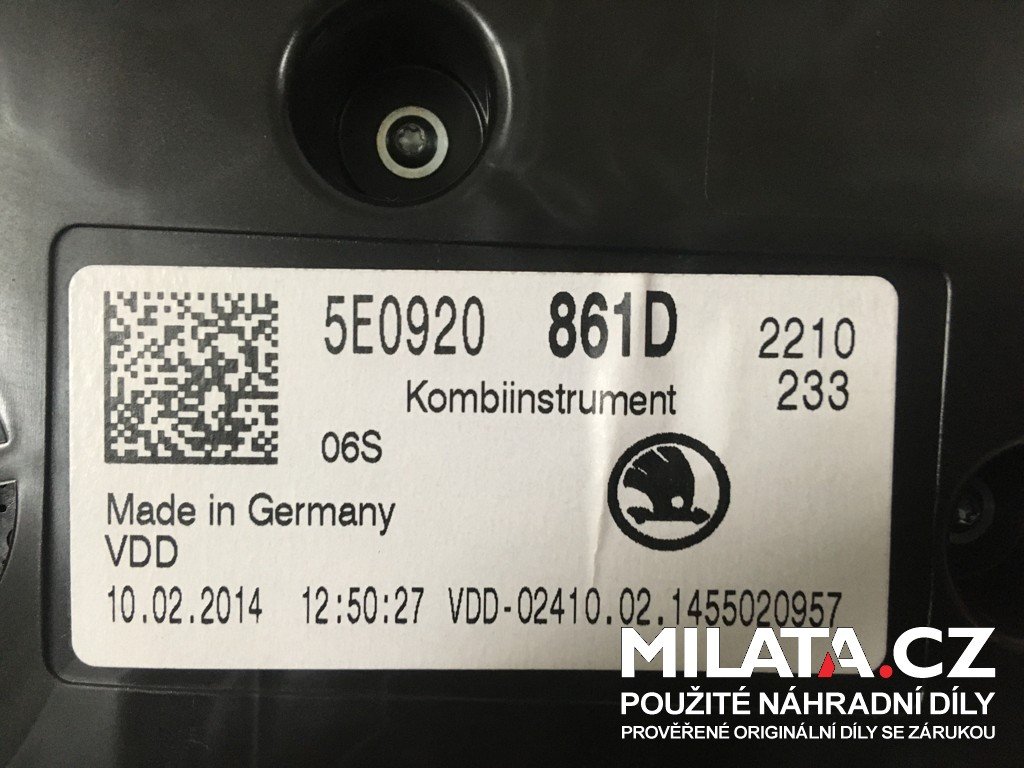 5E0920 861D 2210
Kombiinstrument 233
06S
Made in Germany
VDD
10.02.2014 12:50:27 VDD-02410.02.1455020957
MILATA.CZ
POUŽITÉ NÁHRADNÍ DÍLY
PROVĚŘENÉ ORIGINÁLNÍ DÍLY SE ZÁRUKOU